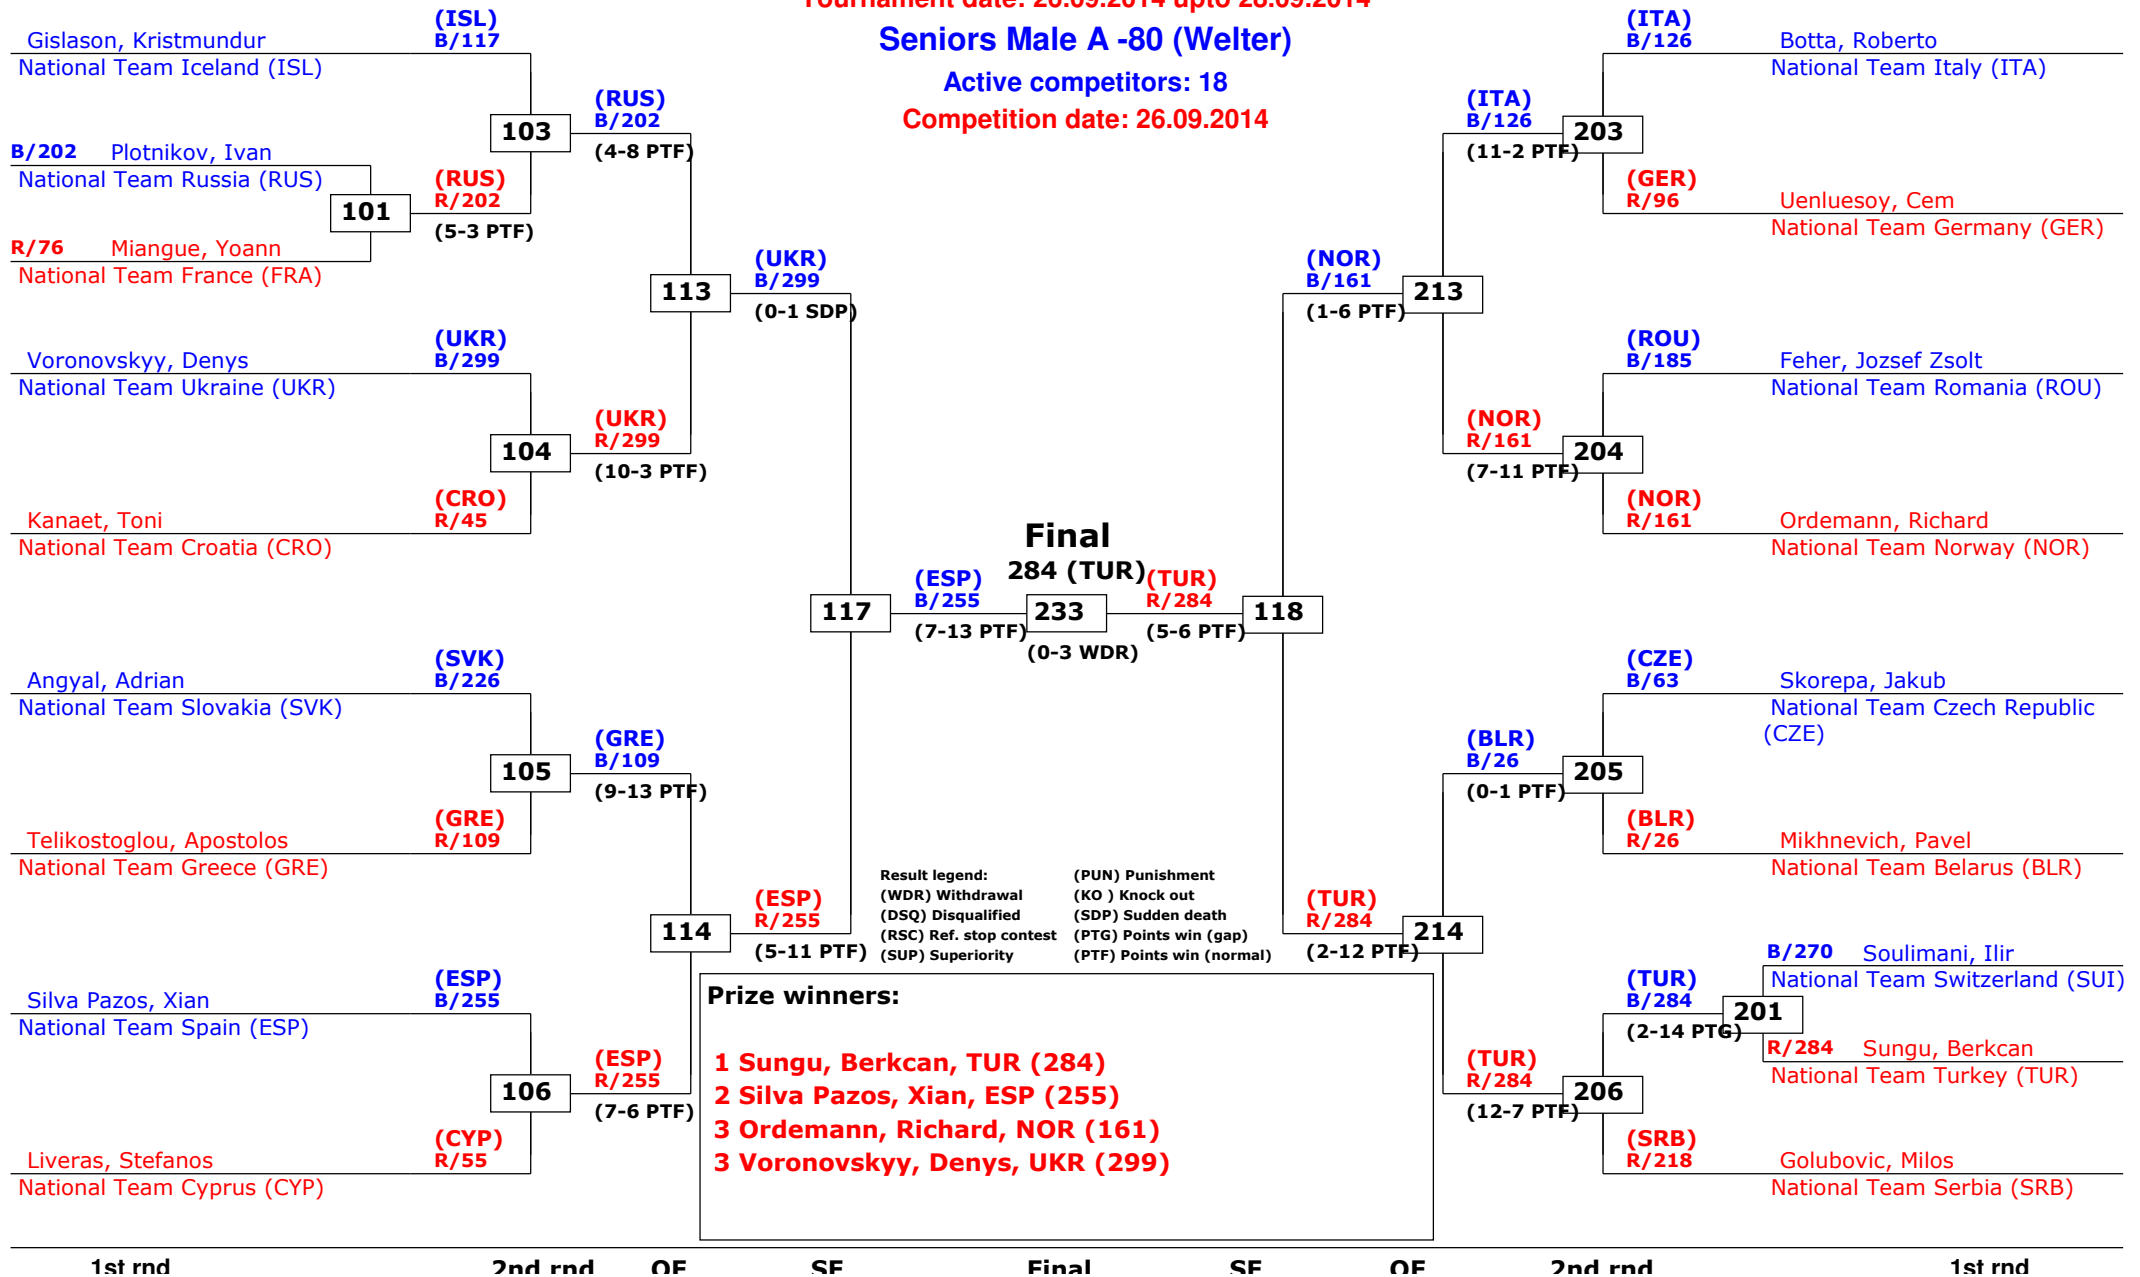 Tournament date: 26.09.2014 upto 28.09.2014
Seniors Male A -80 (Welter)
Active competitors: 18
Competition date: 26.09.2014
Gislason, Kristmundur
National Team Iceland (ISL)
(ISL)
B/117
B/202 Plotnikov, Ivan
National Team Russia (RUS)
R/76 Miangue, Yoann
National Team France (FRA)
101
(RUS)
R/202
(5-3 PTF)
103
(RUS)
B/202
(4-8 PTF)
Voronovskyy, Denys
National Team Ukraine (UKR)
(UKR)
B/299
Kanaet, Toni
National Team Croatia (CRO)
(CRO)
R/45
104
(UKR)
R/299
(10-3 PTF)
113
(UKR)
B/299
(0-1 SDP)
Angyal, Adrian
National Team Slovakia (SVK)
(SVK)
B/226
Telikostoglou, Apostolos
National Team Greece (GRE)
(GRE)
R/109
105
(GRE)
B/109
(9-13 PTF)
Silva Pazos, Xian
National Team Spain (ESP)
(ESP)
B/255
Liveras, Stefanos
National Team Cyprus (CYP)
(CYP)
R/55
106
(ESP)
R/255
(7-6 PTF)
114
(ESP)
R/255
(5-11 PTF)
117
(ESP)
B/255
(7-13 PTF)
Final
284 (TUR)
233
(0-3 WDR)
(TUR)
R/284
(5-6 PTF)
118
(ITA)
B/126
Botta, Roberto
National Team Italy (ITA)
(GER)
R/96
Uenluesoy, Cem
National Team Germany (GER)
203
(ITA)
B/126
(11-2 PTF)
(ROU)
B/185
Feher, Jozsef Zsolt
National Team Romania (ROU)
(NOR)
R/161
Ordemann, Richard
National Team Norway (NOR)
204
(NOR)
R/161
(7-11 PTF)
213
(NOR)
B/161
(1-6 PTF)
(CZE)
B/63
Skorepa, Jakub
National Team Czech Republic
(CZE)
(BLR)
R/26
Mikhnevich, Pavel
National Team Belarus (BLR)
205
(BLR)
B/26
(0-1 PTF)
B/270 Soulimani, Ilir
National Team Switzerland (SUI)
R/284 Sungu, Berkcan
National Team Turkey (TUR)
201
(TUR)
B/284
(2-14 PTG)
(SRB)
R/218
Golubovic, Milos
National Team Serbia (SRB)
206
(TUR)
R/284
(12-7 PTF)
214
(TUR)
R/284
(2-12 PTF)
Result legend:
(WDR) Withdrawal
(DSQ) Disqualified
(RSC) Ref. stop contest
(SUP) Superiority
(PUN) Punishment
(KO ) Knock out
(SDP) Sudden death
(PTG) Points win (gap)
(PTF) Points win (normal)
Prize winners:
1 Sungu, Berkcan, TUR (284)
2 Silva Pazos, Xian, ESP (255)
3 Ordemann, Richard, NOR (161)
3 Voronovskyy, Denys, UKR (299)
1st rnd 2nd rnd QF SF Final SF QF 2nd rnd 1st rnd